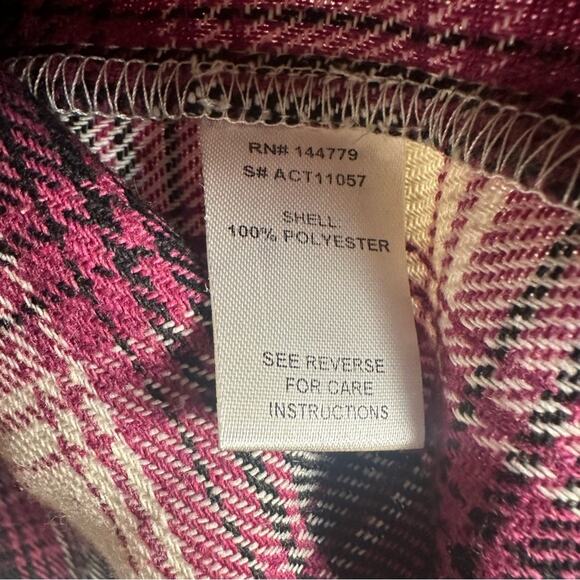 RN# 144779
S# ACT11057
SHELL:
100% POLYESTER
SEE REVERSE
FOR CARE
INSTRUCTIONS